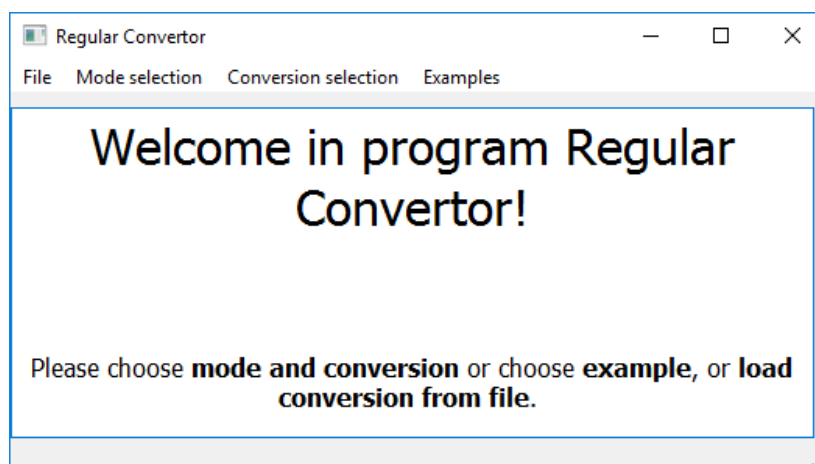 Regular Convertor
File Mode selection Conversion selection Examples
Welcome in program Regular
Convertor!
Please choose mode and conversion or choose example, or load
conversion from file.